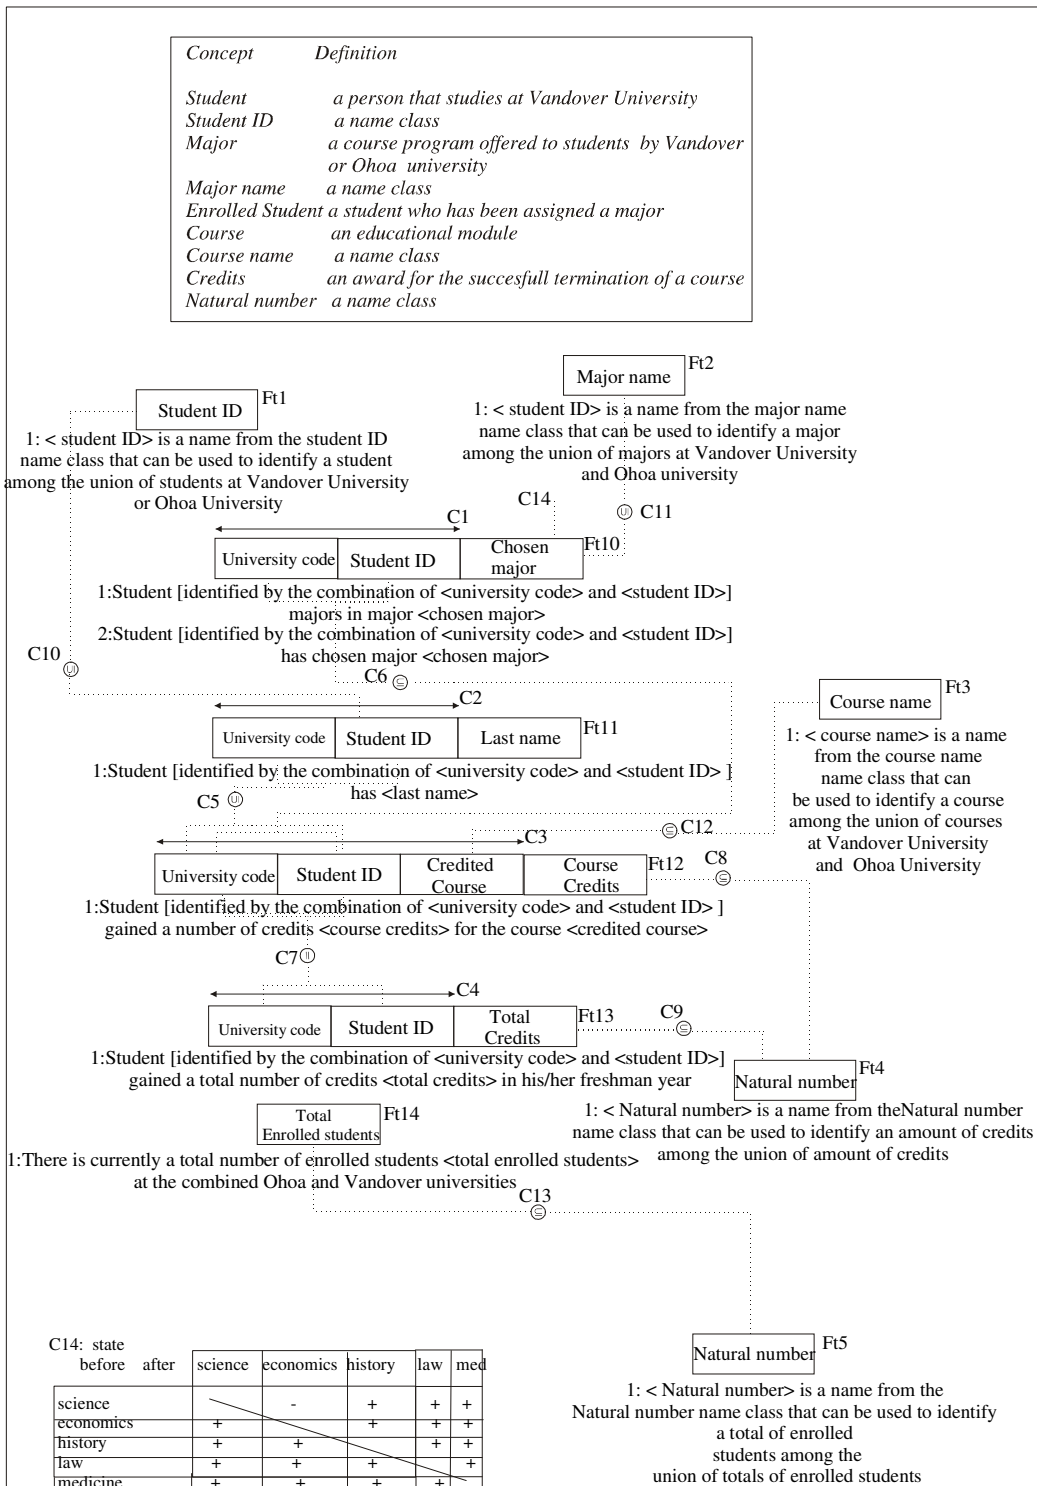 Concept Definition
Student a person that studies at Vandover University
Student ID a name class
Major a course program offered to students by Vandover
or Ohoa university
Major name a name class
Enrolled Student a student who has been assigned a major
Course an educational module
Course name a name class
Credits an award for the succesfull termination of a course
Natural number a name class
Major name Ft2
Student ID Ft1
1: < student ID> is a name from the major name
name class that can be used to identify a major
among the union of majors at Vandover University
and Ohoa university
1: < student ID> is a name from the student ID
name class that can be used to identify a student
among the union of students at Vandover University
or Ohoa University
C14
C11
C1
University code Student ID Chosen
major
Ft10
1:Student [identified by the combination of <university code> and <student ID>]
majors in major <chosen major>
2:Student [identified by the combination of <university code> and <student ID>]
has chosen major <chosen major>
C10
C6 ⊆
C2
University code Student ID Last name Ft11
1:Student [identified by the combination of <university code> and <student ID> ]
has <last name>
Course name Ft3
1: < course name> is a name
from the course name
name class that can
be used to identify a course
among the union of courses
at Vandover University
and Ohoa University
C5
C12
C3
University code Student ID Credited
Course
Course
Credits
Ft12
C8
1:Student [identified by the combination of <university code> and <student ID> ]
gained a number of credits <course credits> for the course <credited course>
C7
C4
University code Student ID Total
Credits
Ft13
C9
1:Student [identified by the combination of <university code> and <student ID>]
gained a total number of credits <total credits> in his/her freshman year
Natural number Ft4
1: < Natural number> is a name from theNatural number
name class that can be used to identify an amount of credits
among the union of amount of credits
Total
Enrolled students
Ft14
1:There is currently a total number of enrolled students <total enrolled students>
at the combined Ohoa and Vandover universities
C13
Natural number Ft5
1: < Natural number> is a name from the
Natural number name class that can be used to identify
a total of enrolled
students among the
union of totals of enrolled students
C14: state
before after science economics history law med
science - + + +
economics + + + +
history + + + +
law + + + +
medicine + + + +